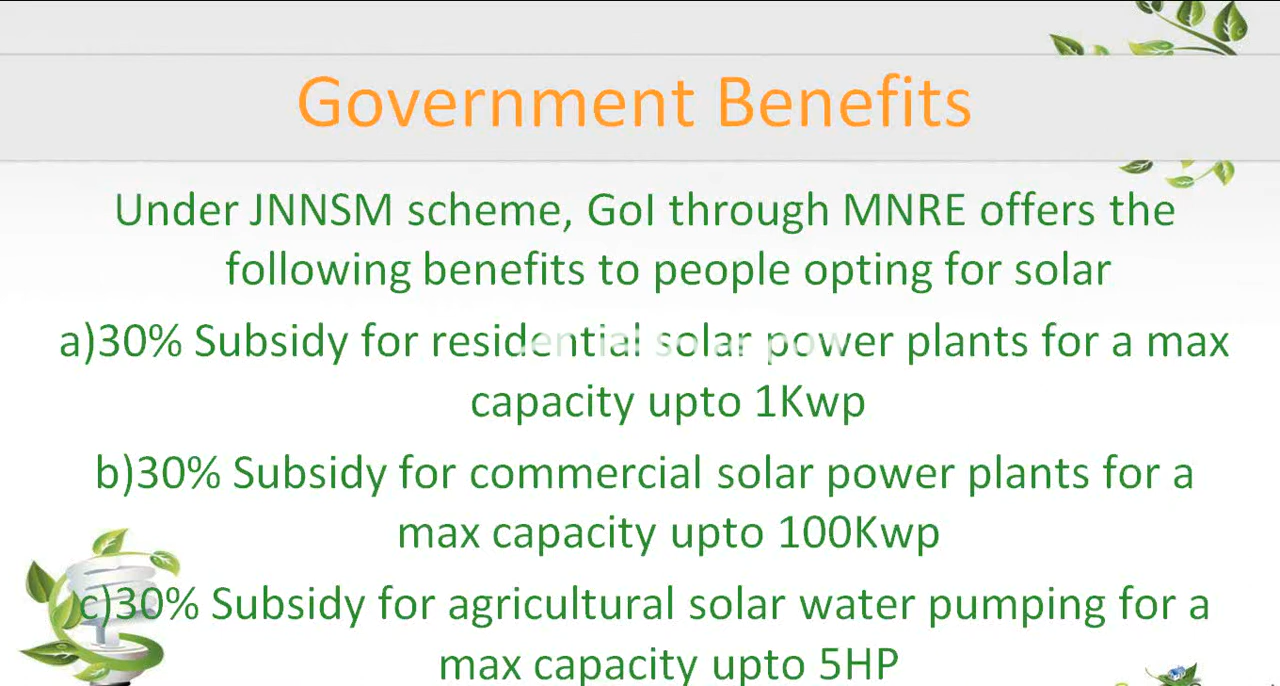 Government Benefits
Under JNNSM scheme, GoI through MNRE offers the
following benefits to people opting for solar
a)30% Subsidy for residential solar power plants for a max
capacity upto 1Kwp
b)30% Subsidy for commercial solar power plants for a
max capacity upto 100Kwp
c)30% Subsidy for agricultural solar water pumping for a
max capacity upto 5HP